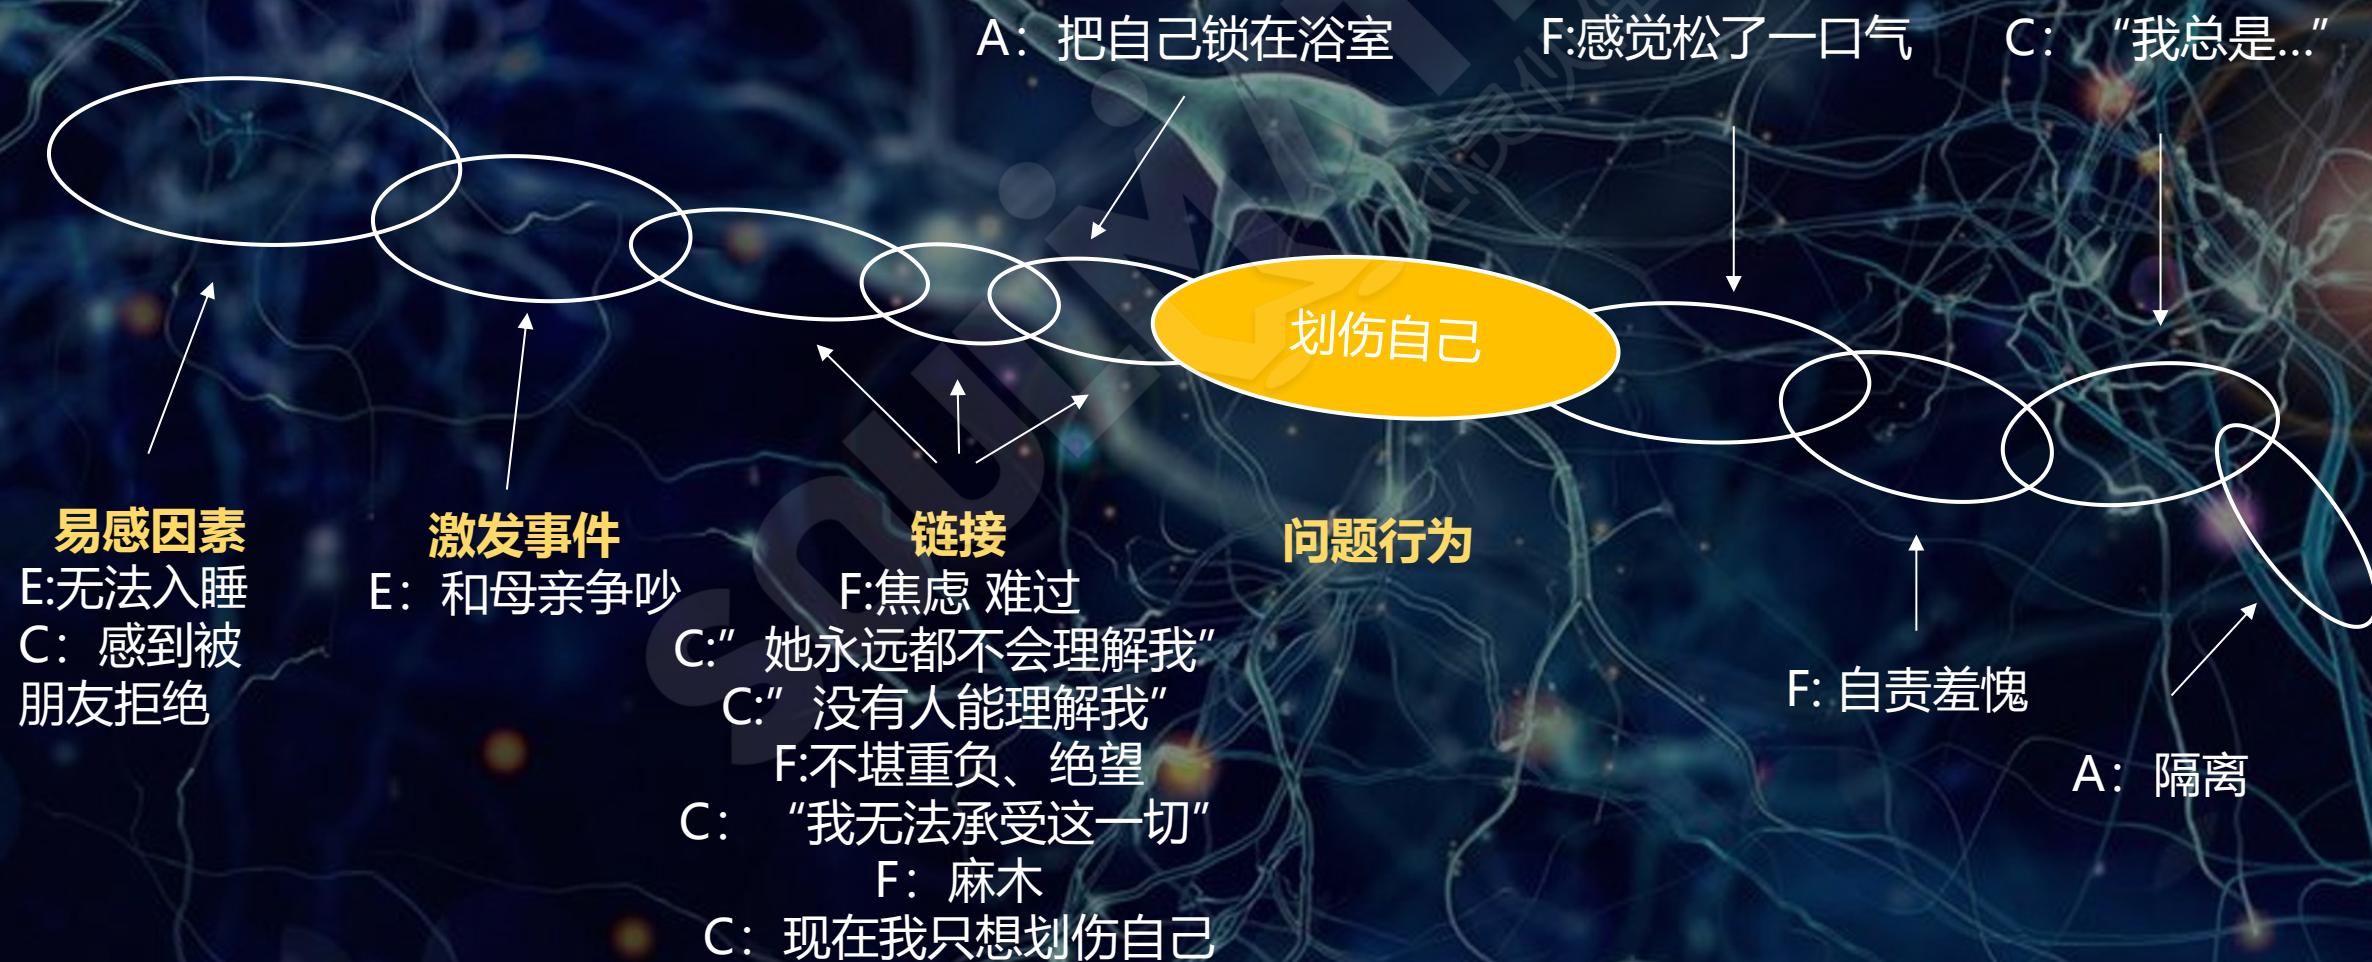 A：把自己锁在浴室
F:感觉松了一口气
C：“我总是...”
划伤自己
易感因素
E:无法入睡
C：感到被
朋友拒绝
激发事件
E：和母亲争吵
链接
F:焦虑 难过
C:”她永远都不会理解我”
C:”没有人能理解我”
F:不堪重负、绝望
C：“我无法承受这一切”
F：麻木
C：现在我只想划伤自己
问题行为
F: 自责羞愧
A：隔离